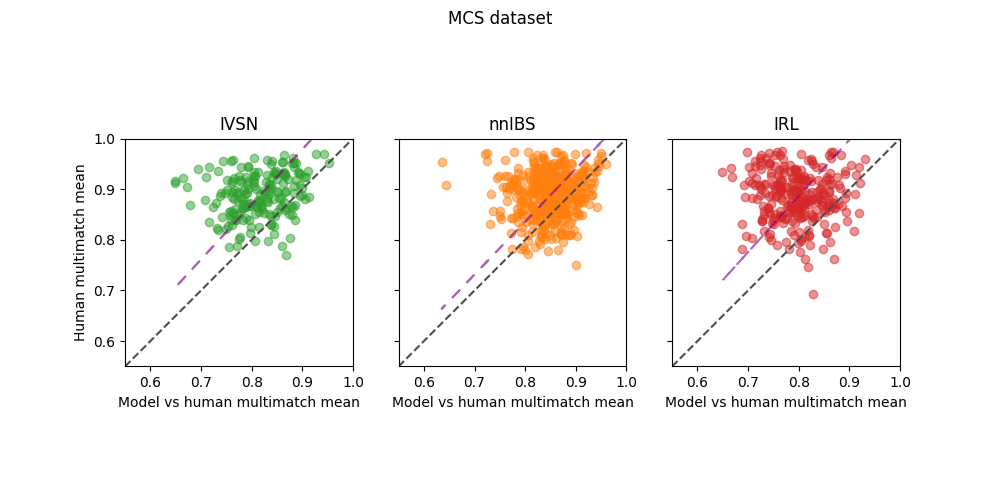 MCS dataset
IVSN
nnIBS
IRL
1.0
0.9
0.8
0.7
0.6
Human multimatch mean
0.6 0.7 0.8 0.9 1.0
0.6 0.7 0.8 0.9 1.0
0.6 0.7 0.8 0.9 1.0
Model vs human multimatch mean
Model vs human multimatch mean
Model vs human multimatch mean